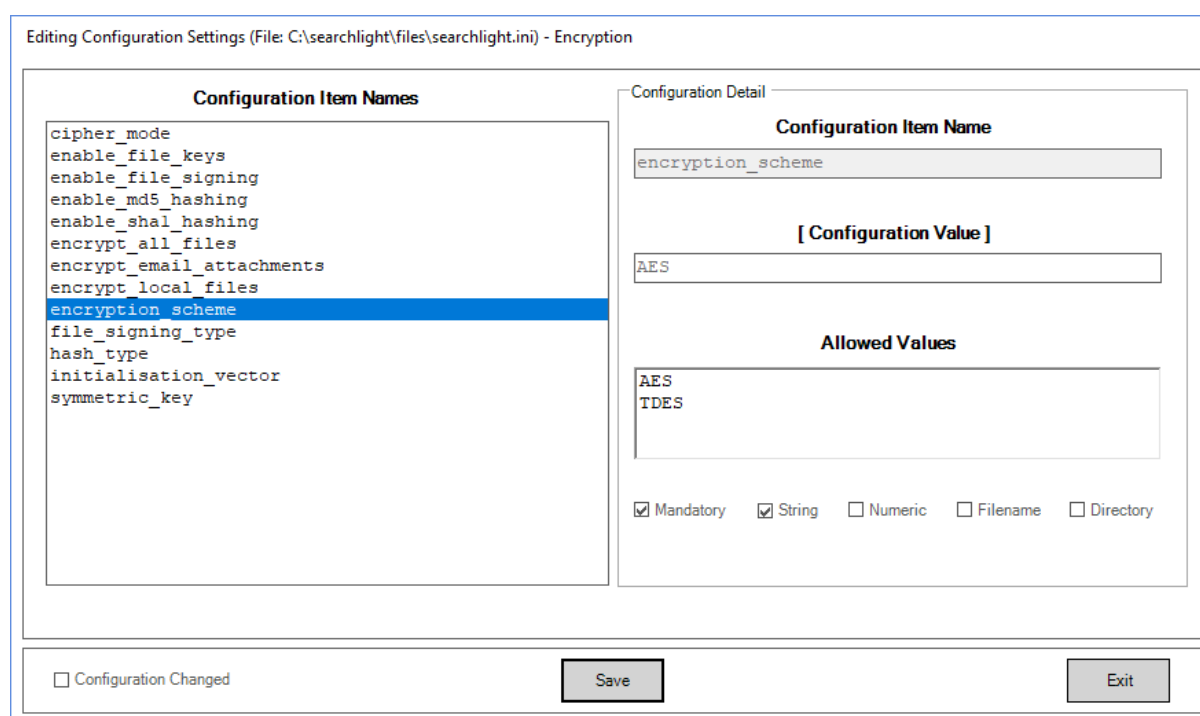 Editing Configuration Settings (File: C:\searchlight\files\searchlight.ini) - Encryption
Configuration Item Names
cipher_mode
enable_file_keys
enable_file_signing
enable_md5_hashing
enable_sha1_hashing
encrypt_all_files
encrypt_email_attachments
encrypt_local_files
encryption_scheme
file_signing_type
hash_type
initialisation_vector
symmetric_key
Configuration Detail
Configuration Item Name
encryption_scheme
[ Configuration Value ]
AES
Allowed Values
AES
TDES
Mandatory String Numeric Filename Directory
Configuration Changed Save Exit